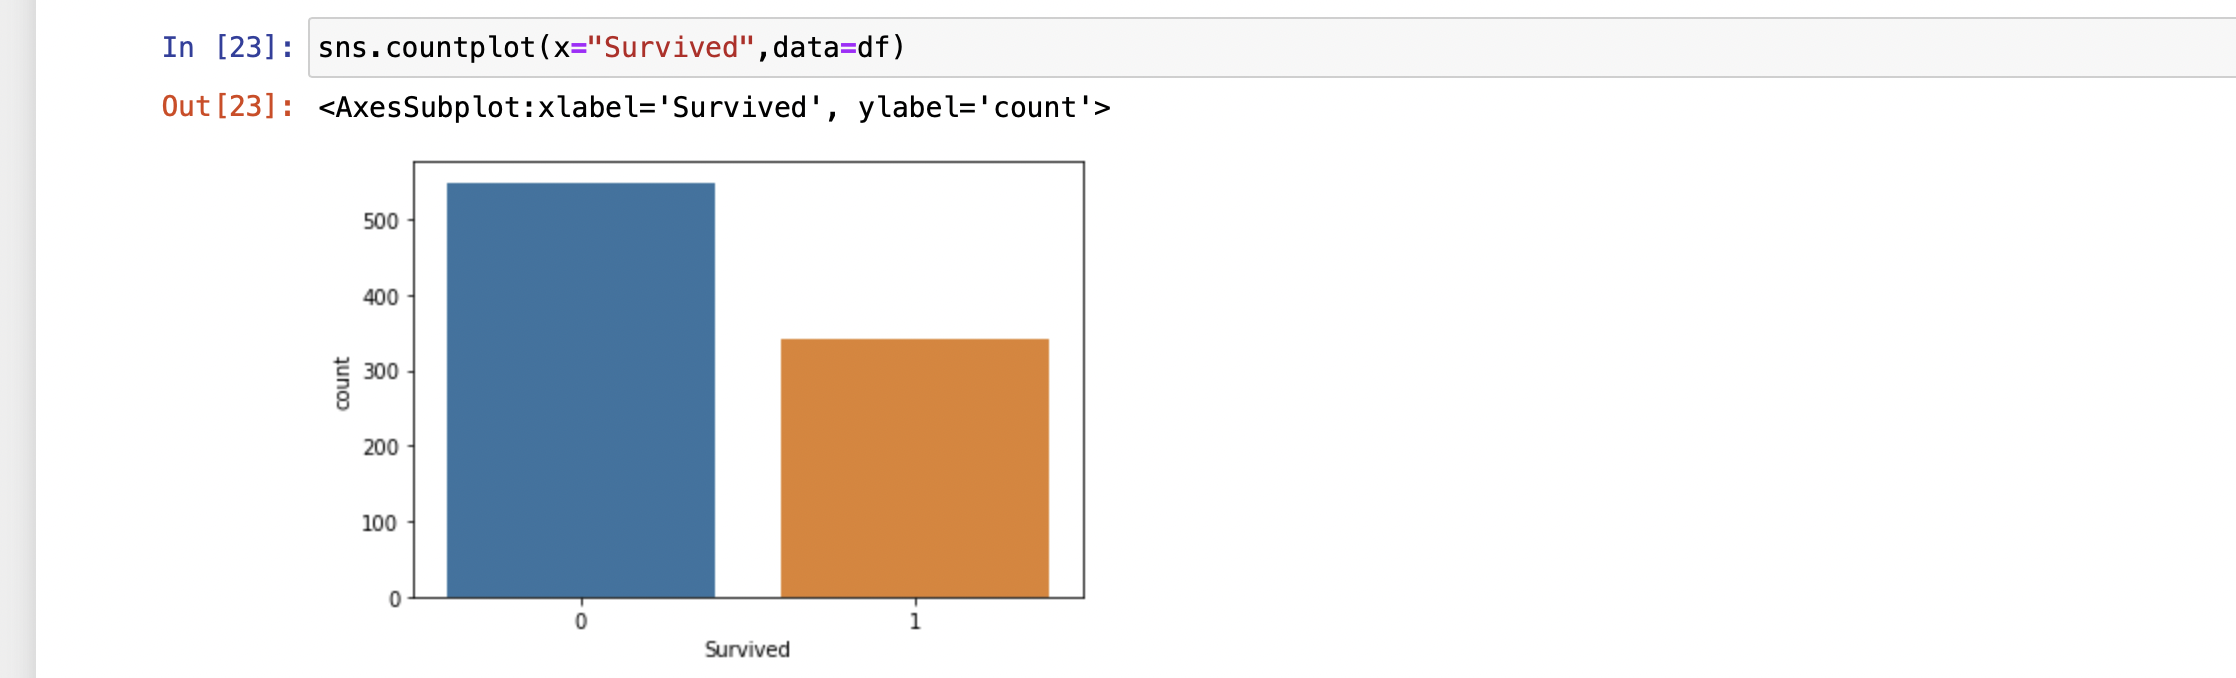 In [23]: sns.countplot(x="Survived",data=df)
Out[23]: <AxesSubplot:xlabel='Survived', ylabel='count'>
500
400
300
200
100
0
count
0 1
Survived